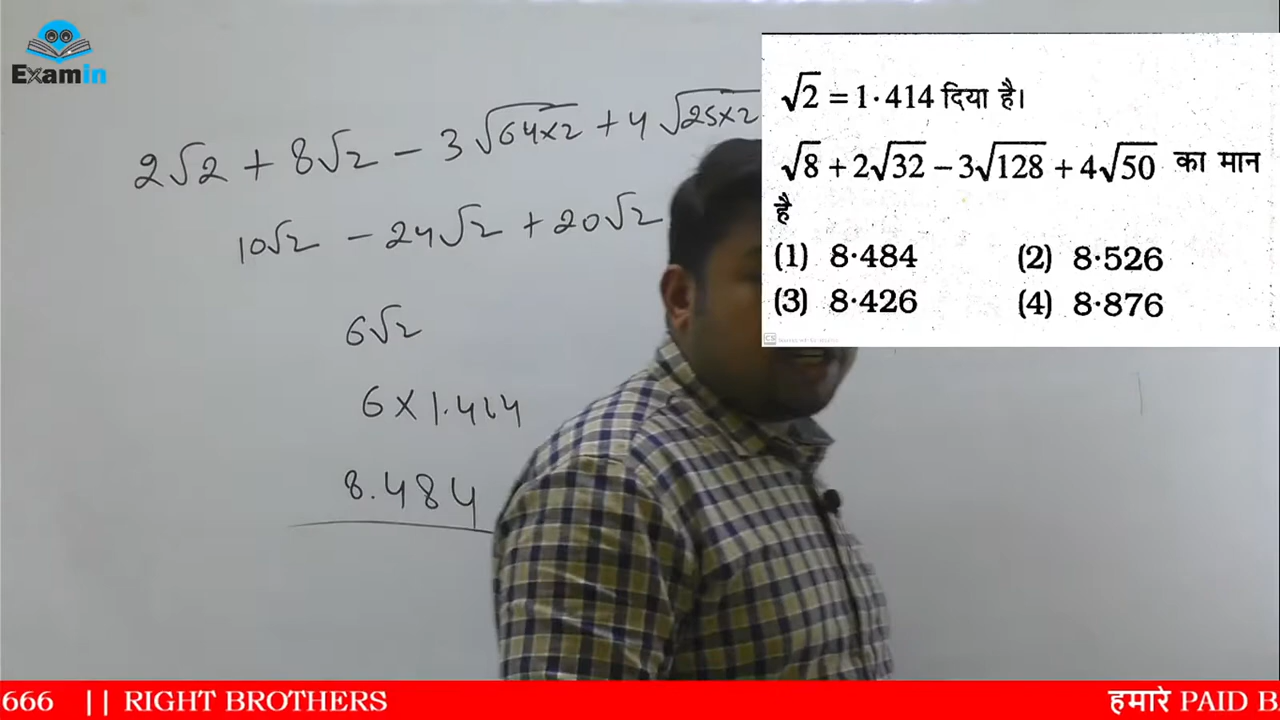 Examin
2√2 + 8√2 - 3√64×2 + 4√25×2
10√2 - 24√2 + 20√2
6√2
6 × 1.414
8.484
√2 = 1·414 दिया है।
√8 + 2√32 - 3√128 + 4√50 का मान
है
(1) 8·484 (2) 8·526
(3) 8·426 (4) 8·876
666 || RIGHT BROTHERS हमारे PAID B